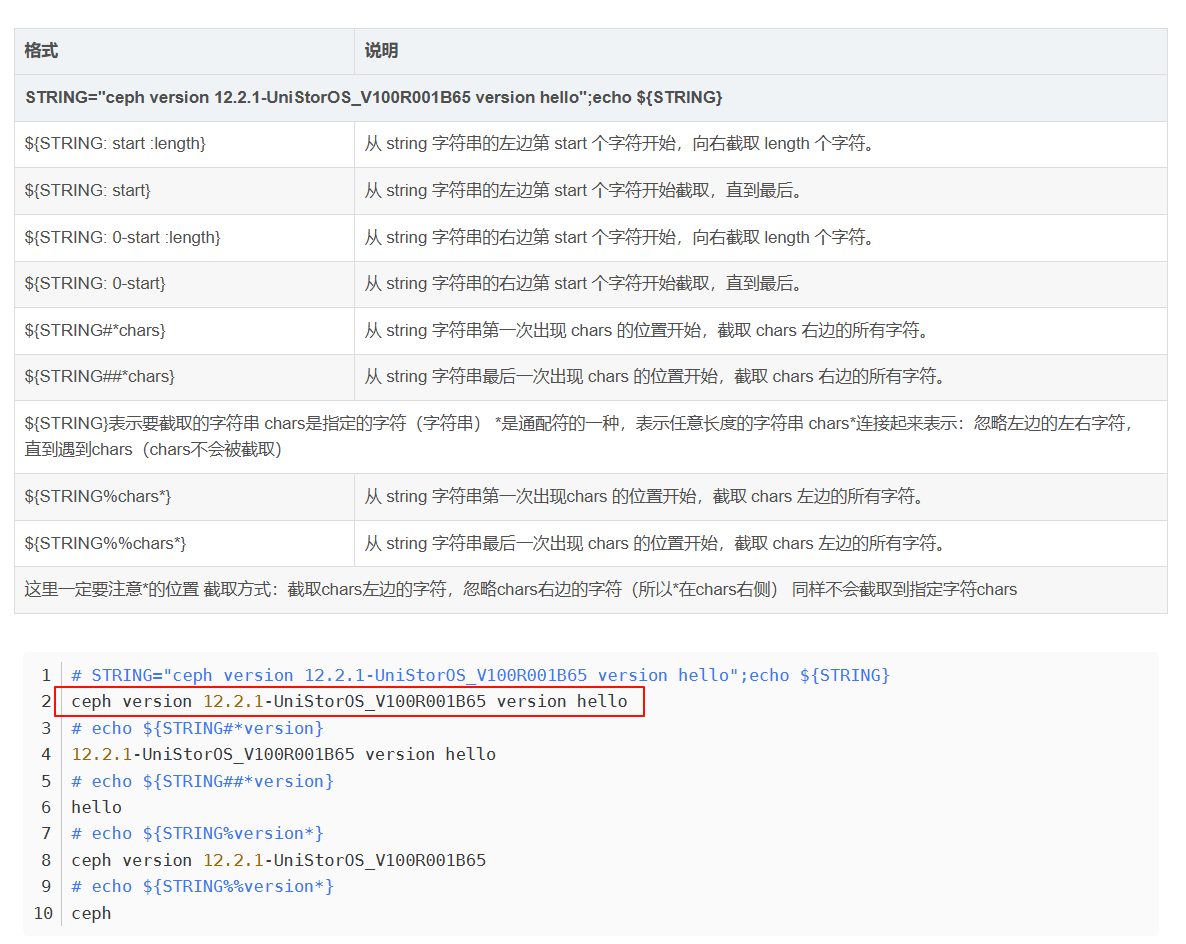 格式 说明
STRING="ceph version 12.2.1-UniStorOS_V100R001B65 version hello";echo ${STRING}
${STRING: start :length} 从 string 字符串的左边第 start 个字符开始，向右截取 length 个字符。
${STRING: start} 从 string 字符串的左边第 start 个字符开始截取，直到最后。
${STRING: 0-start :length} 从 string 字符串的右边第 start 个字符开始，向右截取 length 个字符。
${STRING: 0-start} 从 string 字符串的右边第 start 个字符开始截取，直到最后。
${STRING#*chars} 从 string 字符串第一次出现 chars 的位置开始，截取 chars 右边的所有字符。
${STRING##*chars} 从 string 字符串最后一次出现 chars 的位置开始，截取 chars 右边的所有字符。
${STRING}表示要截取的字符串 chars是指定的字符（字符串） *是通配符的一种，表示任意长度的字符串 chars*连接起来表示：忽略左边的左右字符，
直到遇到chars（chars不会被截取）
${STRING%chars*} 从 string 字符串第一次出现chars 的位置开始，截取 chars 左边的所有字符。
${STRING%%chars*} 从 string 字符串最后一次出现 chars 的位置开始，截取 chars 左边的所有字符。
这里一定要注意*的位置 截取方式：截取chars左边的字符，忽略chars右边的字符（所以*在chars右侧） 同样不会截取到指定字符chars
1 # STRING="ceph version 12.2.1-UniStorOS_V100R001B65 version hello";echo ${STRING}
2 ceph version 12.2.1-UniStorOS_V100R001B65 version hello
3 # echo ${STRING#*version}
4 12.2.1-UniStorOS_V100R001B65 version hello
5 # echo ${STRING##*version}
6 hello
7 # echo ${STRING%version*}
8 ceph version 12.2.1-UniStorOS_V100R001B65
9 # echo ${STRING%%version*}
10 ceph